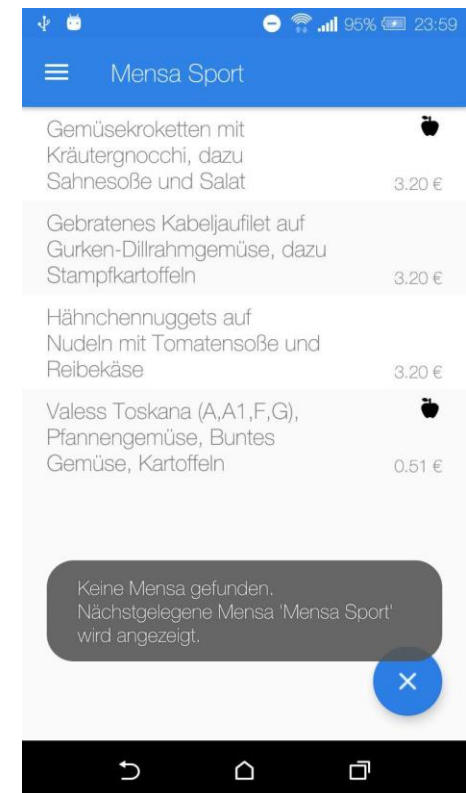 95% 23:59
Mensa Sport
Gemüsekroketten mit
Kräutergnocchi, dazu
Sahnesoße und Salat
3.20 €
Gebratenes Kabeljaufilet auf
Gurken-Dillrahmgemüse, dazu
Stampfkartoffeln
3.20 €
Hähnchennuggets auf
Nudeln mit Tomatensoße und
Reibekäse
3.20 €
Valess Toskana (A,A1,F,G),
Pfannengemüse, Buntes
Gemüse, Kartoffeln
0.51 €
Keine Mensa gefunden.
Nächstgelegene Mensa 'Mensa Sport'
wird angezeigt.